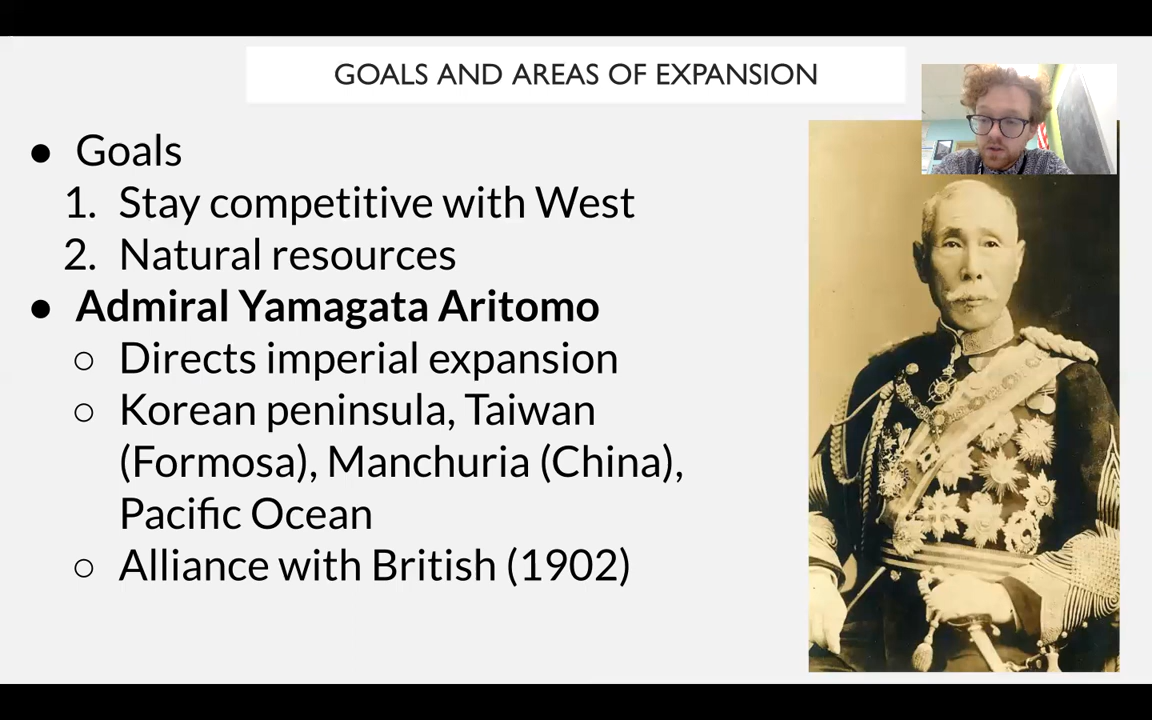 GOALS AND AREAS OF EXPANSION
● Goals
1. Stay competitive with West
2. Natural resources
● Admiral Yamagata Aritomo
○ Directs imperial expansion
○ Korean peninsula, Taiwan
(Formosa), Manchuria (China),
Pacific Ocean
○ Alliance with British (1902)